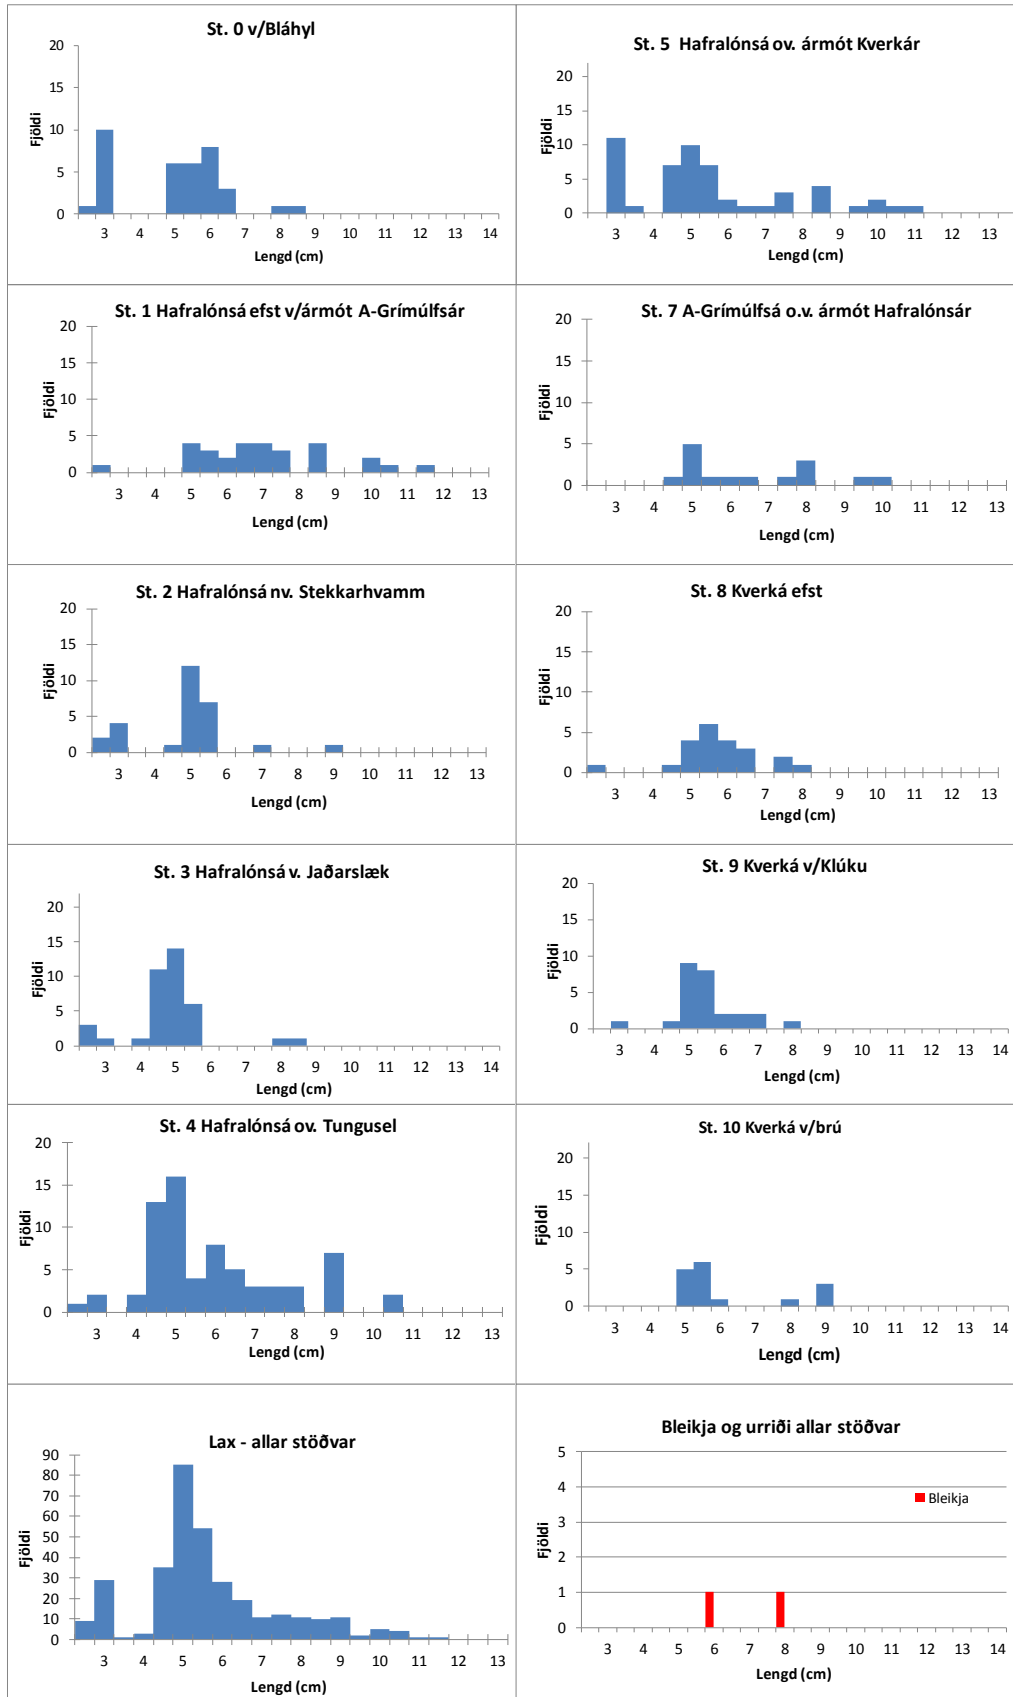 St. 0 v/Bláhyl
20
15
10
5
0
Fjöldi
3 4 5 6 7 8 9 10 11 12 13 14
Lengd (cm)
St. 5 Hafralónsá ov. ármót Kverkár
20
15
10
5
0
Fjöldi
3 4 5 6 7 8 9 10 11 12 13
Lengd (cm)
St. 1 Hafralónsá efst v/ármót A-Grímúlfsár
20
15
10
5
0
Fjöldi
3 4 5 6 7 8 9 10 11 12 13
Lengd (cm)
St. 7 A-Grímúlfsá o.v. ármót Hafralónsár
20
15
10
5
0
Fjöldi
3 4 5 6 7 8 9 10 11 12 13
Lengd (cm)
St. 2 Hafralónsá nv. Stekkarhvamm
20
15
10
5
0
Fjöldi
3 4 5 6 7 8 9 10 11 12 13
Lengd (cm)
St. 8 Kverká efst
20
15
10
5
0
Fjöldi
3 4 5 6 7 8 9 10 11 12 13
Lengd (cm)
St. 3 Hafralónsá v. Jaðarslæk
20
15
10
5
0
Fjöldi
3 4 5 6 7 8 9 10 11 12 13 14
Lengd (cm)
St. 9 Kverká v/Klúku
20
15
10
5
0
Fjöldi
3 4 5 6 7 8 9 10 11 12 13 14
Lengd (cm)
St. 4 Hafralónsá ov. Tungusel
20
15
10
5
0
Fjöldi
3 4 5 6 7 8 9 10 11 12 13
Lengd (cm)
St. 10 Kverká v/brú
20
15
10
5
0
Fjöldi
3 4 5 6 7 8 9 10 11 12 13 14
Lengd (cm)
Lax - allar stöðvar
90
80
70
60
50
40
30
20
10
0
Fjöldi
3 4 5 6 7 8 9 10 11 12 13
Lengd (cm)
Bleikja og urriði allar stöðvar
5
4
3
2
1
0
Fjöldi
Bleikja
3 4 5 6 7 8 9 10 11 12 13 14
Lengd (cm)